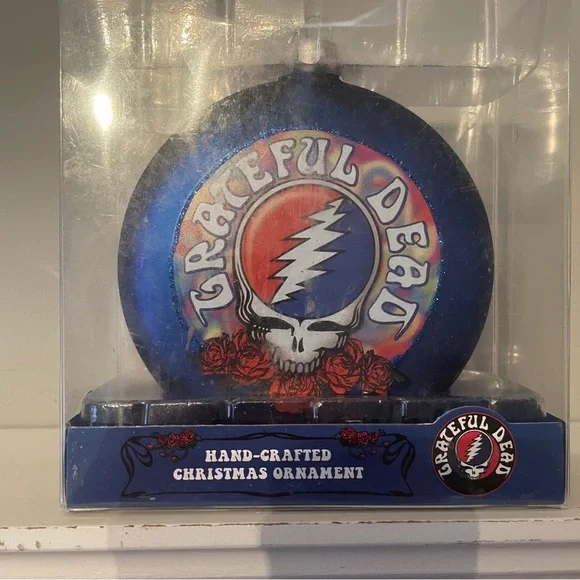 GRATEFUL DEAD
HAND-CRAFTED
CHRISTMAS ORNAMENT
GRATEFUL DEAD